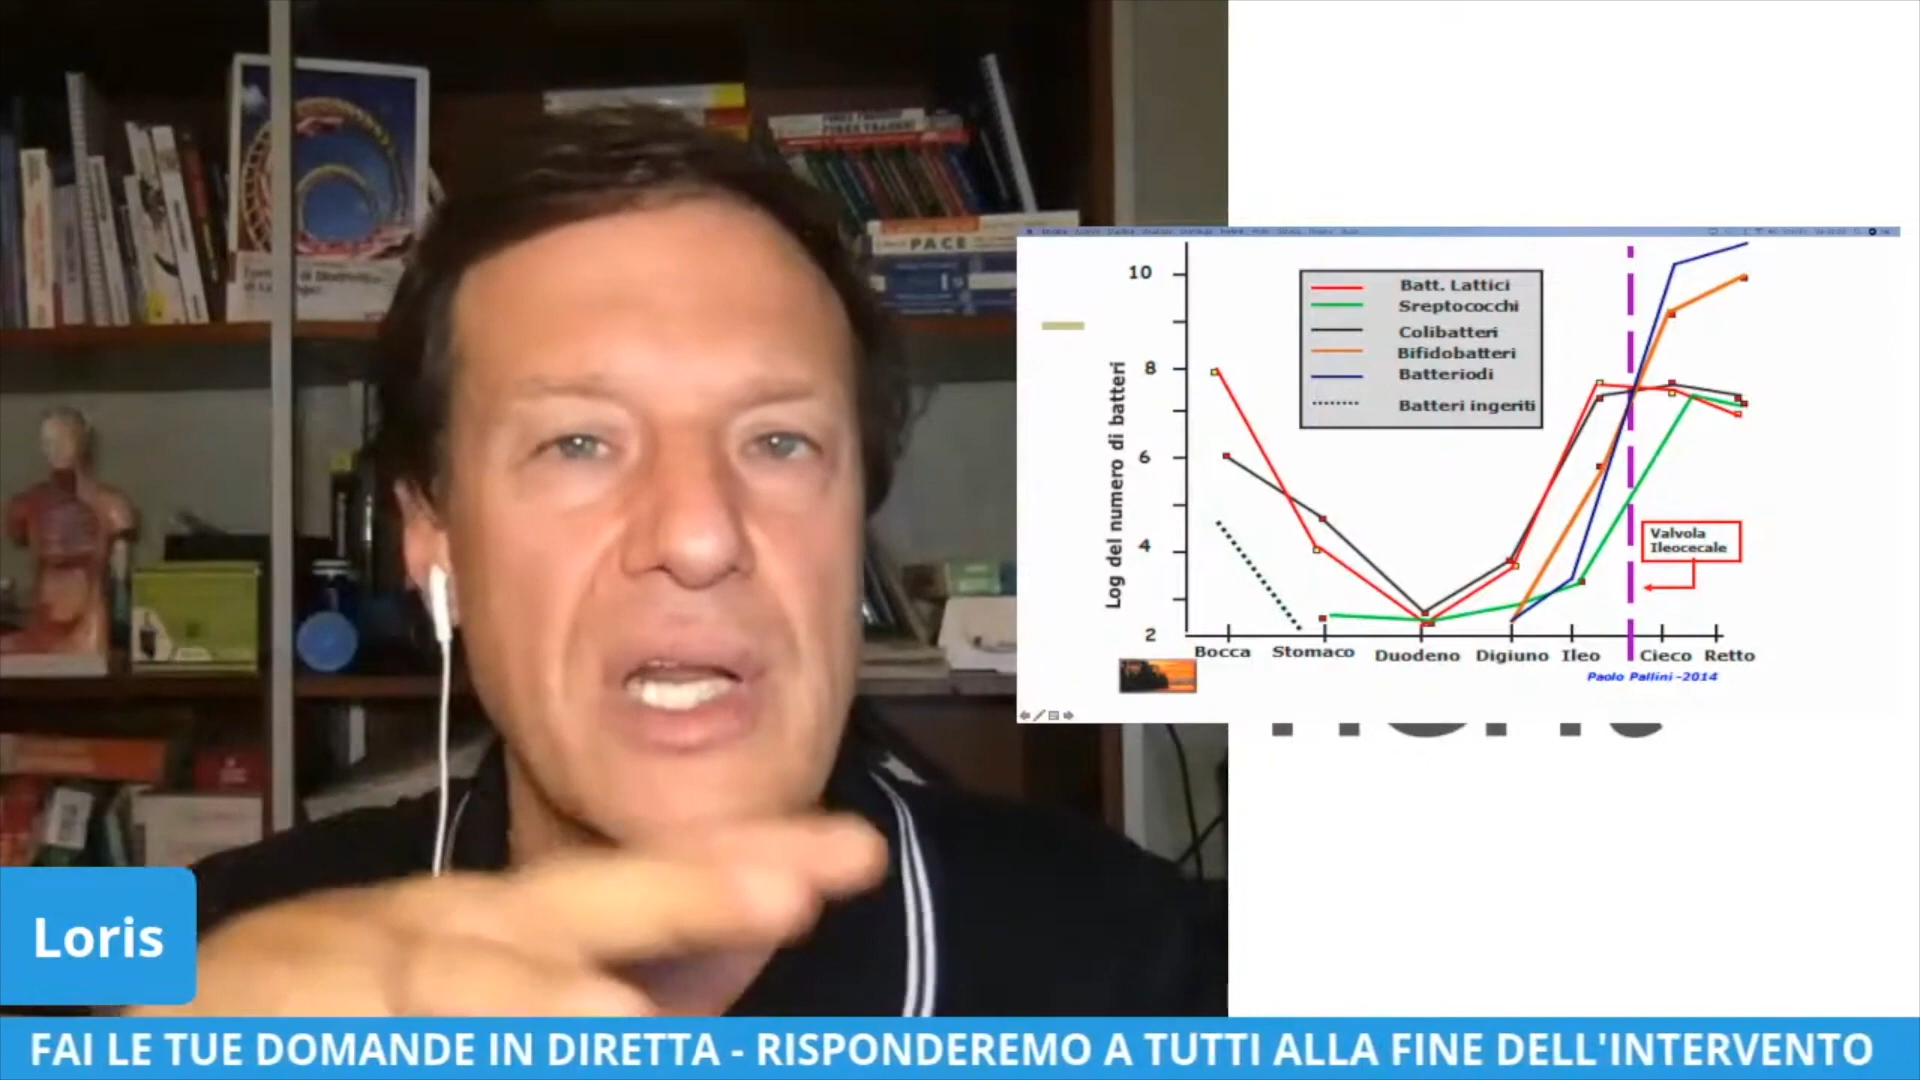 PACE
10
8
6
4
2
Log del numero di batteri
Batt. Lattici
Sreptococchi
Colibatteri
Bifidobatteri
Batteriodi
Batteri ingeriti
Valvola
Ileocecale
Bocca
Stomaco
Duodeno
Digiuno
Ileo
Cieco
Retto
Paolo Pallini -2014
Loris
FAI LE TUE DOMANDE IN DIRETTA - RISPONDEREMO A TUTTI ALLA FINE DELL'INTERVENTO